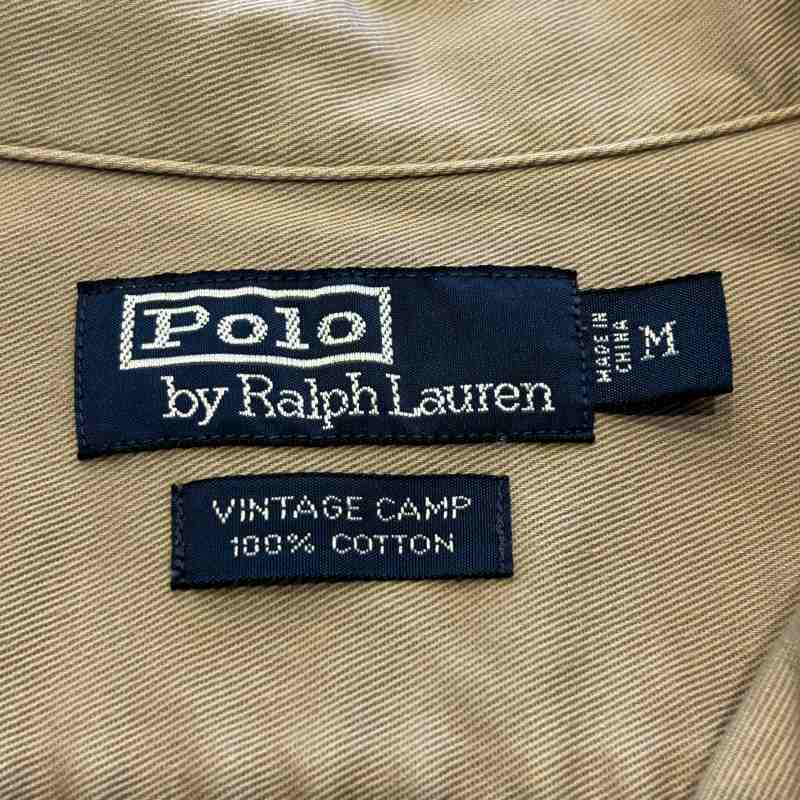 Polo
by Ralph Lauren
MADE IN
CHINA
M
VINTAGE CAMP
100% COTTON